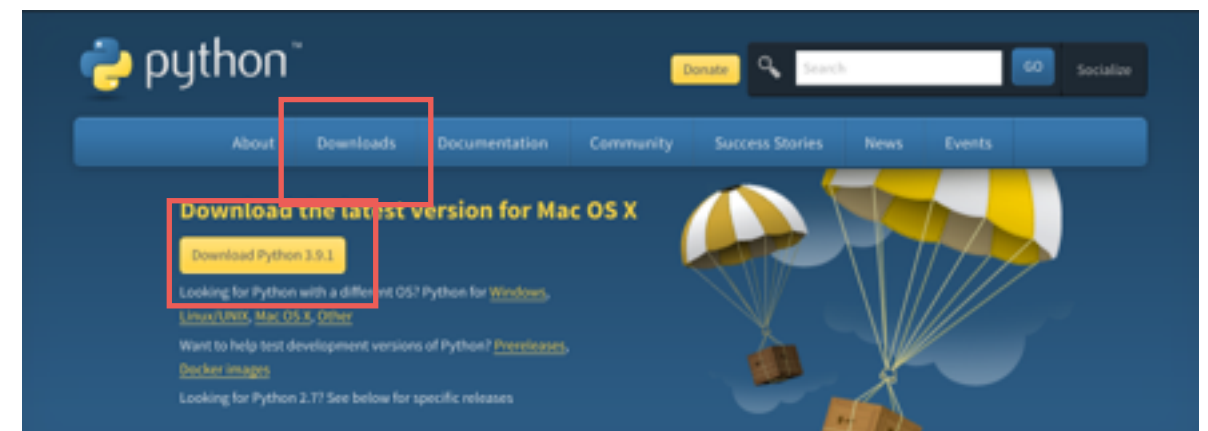 python™
Donate
Search
GO
Socialize
About Downloads Documentation Community Success Stories News Events
Download the latest version for Mac OS X
Download Python 3.9.1
Looking for Python with a different OS? Python for Windows,
Linux/UNIX, Mac OS X, Other
Want to help test development versions of Python? Prereleases,
Docker images
Looking for Python 2.7? See below for specific releases